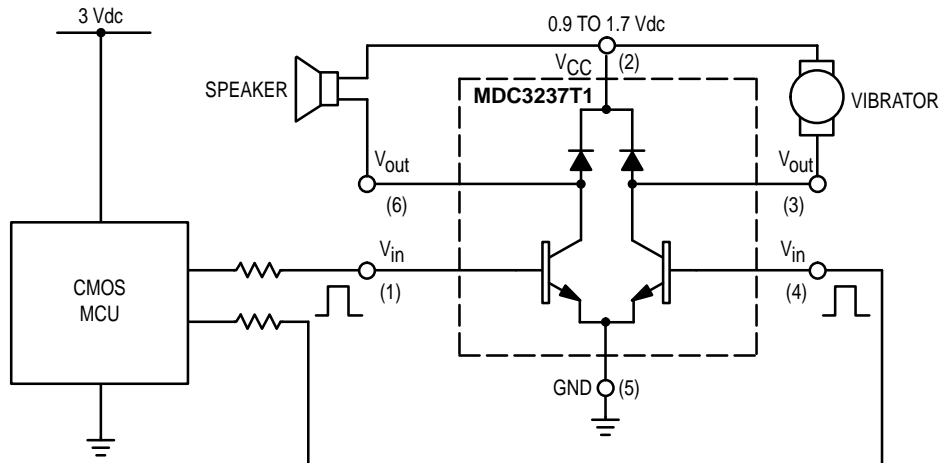 3 Vdc
0.9 TO 1.7 Vdc
VCC
(2)
SPEAKER
MDC3237T1
VIBRATOR
Vout
(6)
Vout
(3)
CMOS
MCU
Vin
(1)
Vin
(4)
GND
(5)